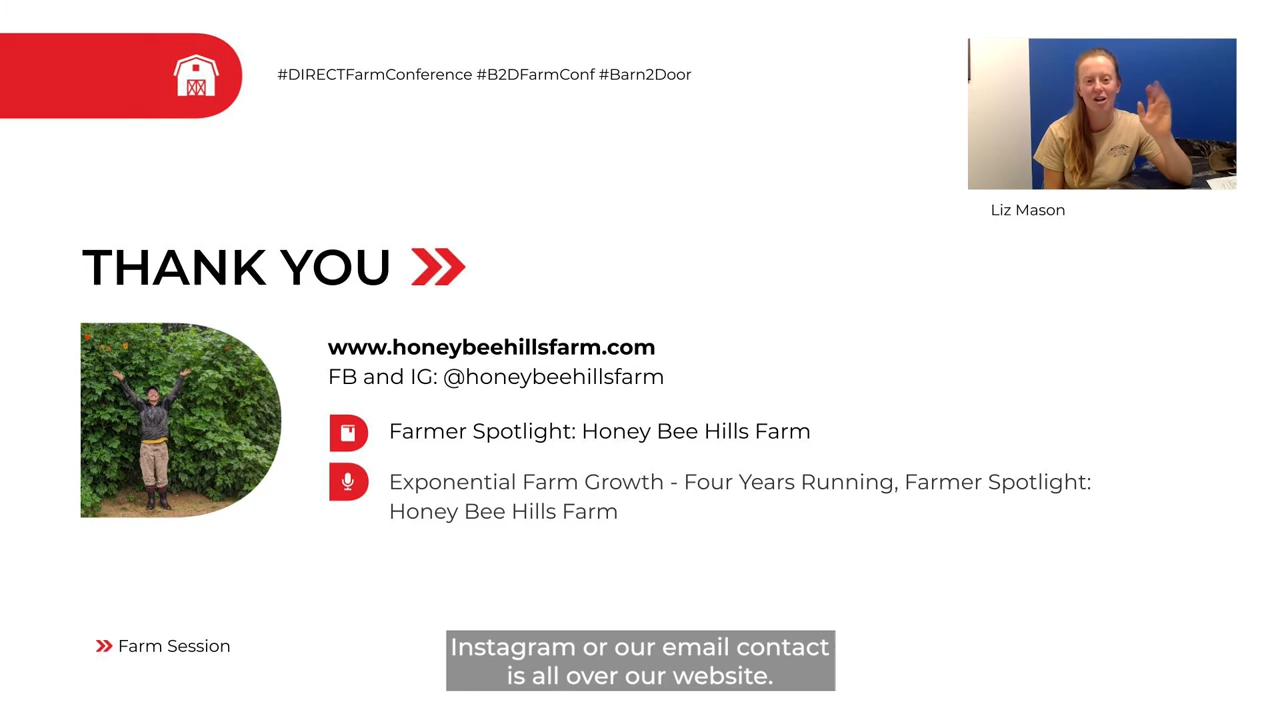 #DIRECTFarmConference #B2DFarmConf #Barn2Door
Liz Mason
THANK YOU
www.honeybeehillsfarm.com
FB and IG: @honeybeehillsfarm
Farmer Spotlight: Honey Bee Hills Farm
Exponential Farm Growth - Four Years Running, Farmer Spotlight:
Honey Bee Hills Farm
Farm Session
Instagram or our email contact
is all over our website.